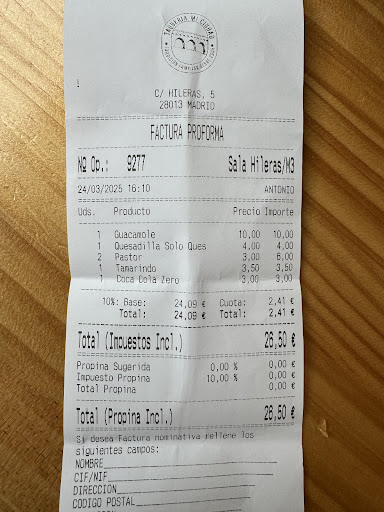 TAQUERIA MI CIUDAD
C/ HILERAS, 5
28013 MADRID
FACTURA PROFORMA
Nº Op.: 9277 Sala Hileras/M3
24/03/2025 16:10 ANTONIO
Uds. Producto Precio Importe
1 Guacamole 10,00 10,00
1 Quesadilla Solo Ques 4,00 4,00
2 Pastor 3,00 6,00
1 Tamarindo 3,50 3,50
1 Coca Cola Zero 3,00 3,00
10%: Base: 24,09 € Cuota: 2,41 €
Total: 24,09 € Total: 2,41 €
Total (Impuestos Incl.) 26,50 €
Propina Sugerida 0,00 % 0,00 €
Impuesto Propina 10,00 % 0,00 €
Total Propina 0,00 €
Total (Propina Incl.) 26,50 €
Si desea Factura nominativa rellene los
siguientes campos:
NOMBRE
CIF/NIF
DIRECCION
CODIGO POSTAL